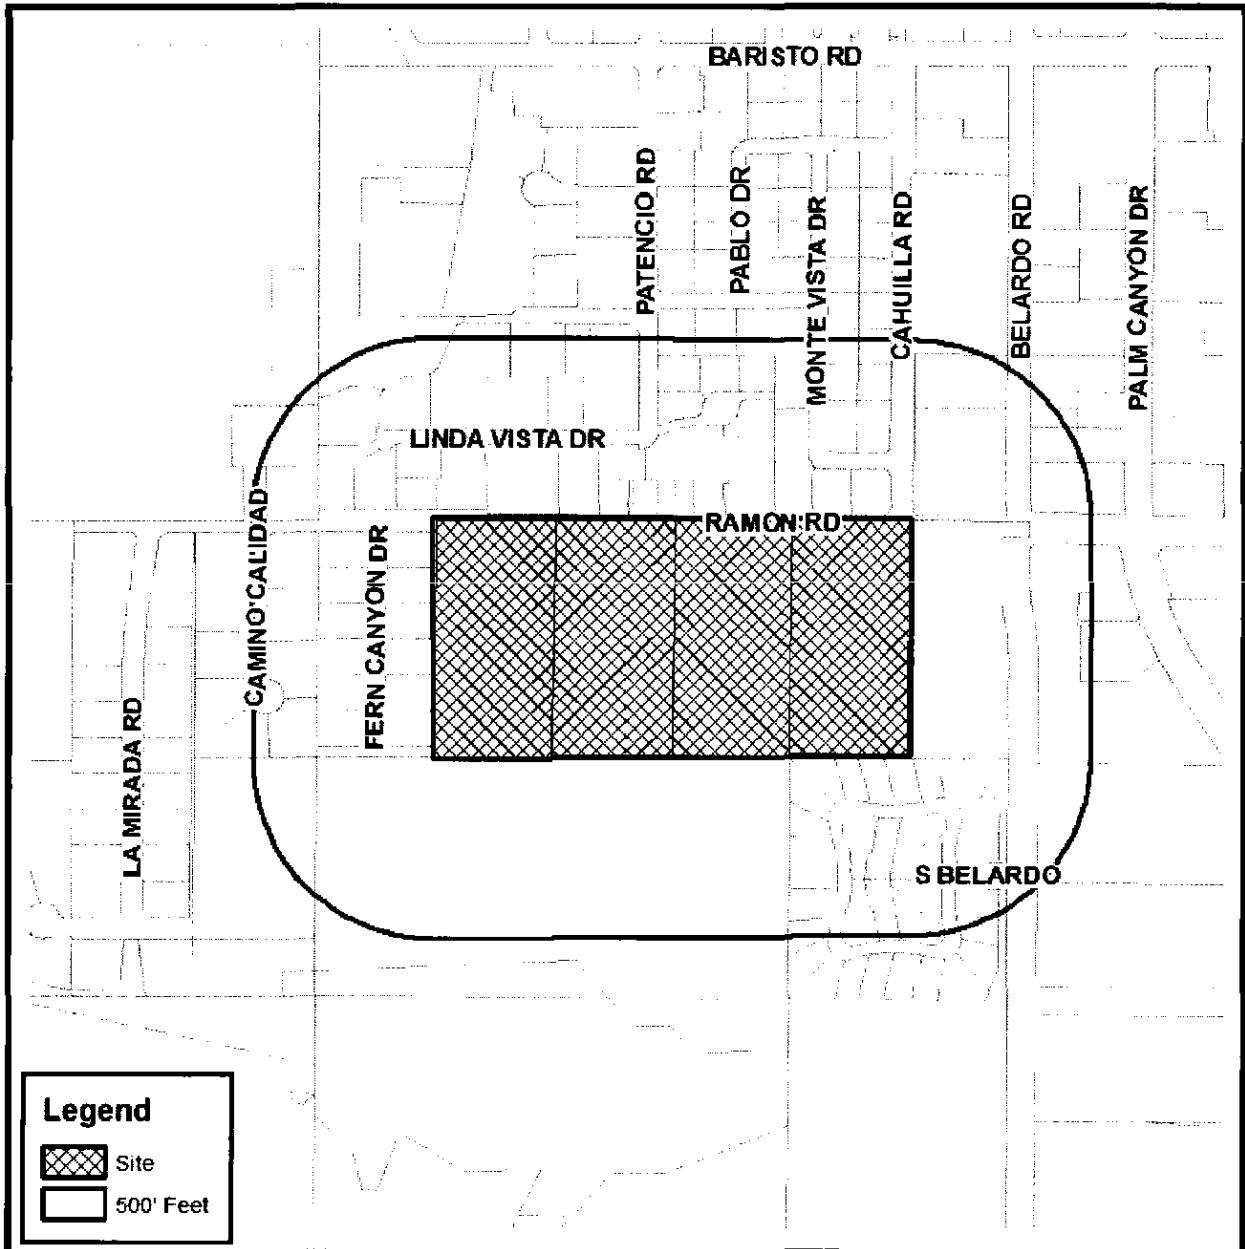 BARISTO RD
PATENCIO RD
PABLO DR
MONTE VISTA DR
CAHUILLA RD
BELARDO RD
PALM CANYON DR
LINDA VISTA DR
RAMON RD
CAMINO CALIDAD
FERN CANYON DR
LA MIRADA RD
S BELARDO
Legend
Site
500' Feet